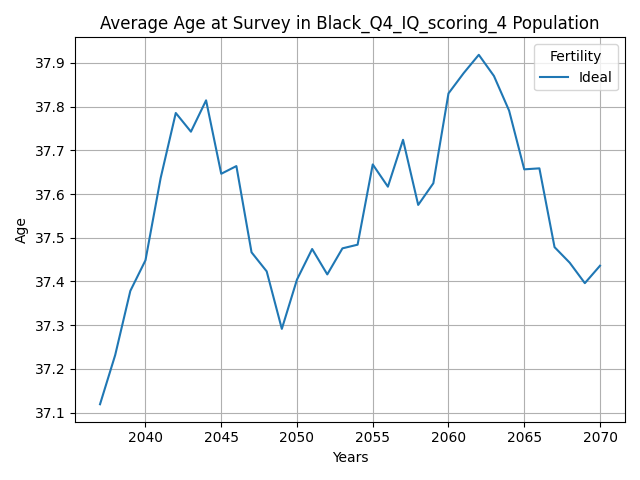 Average Age at Survey in Black_Q4_IQ_scoring_4 Population
Fertility
Ideal
37.9
37.8
37.7
37.6
37.5
37.4
37.3
37.2
37.1
Age
2040 2045 2050 2055 2060 2065 2070
Years